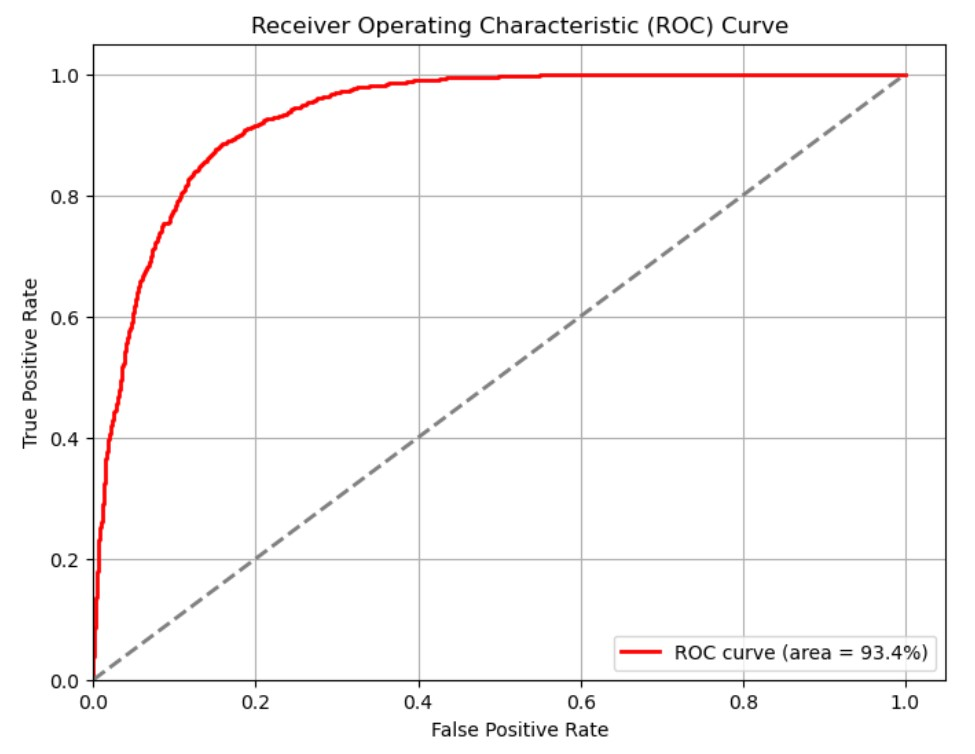 Receiver Operating Characteristic (ROC) Curve
1.0
0.8
0.6
0.4
0.2
0.0
True Positive Rate
ROC curve (area = 93.4%)
0.0 0.2 0.4 0.6 0.8 1.0
False Positive Rate